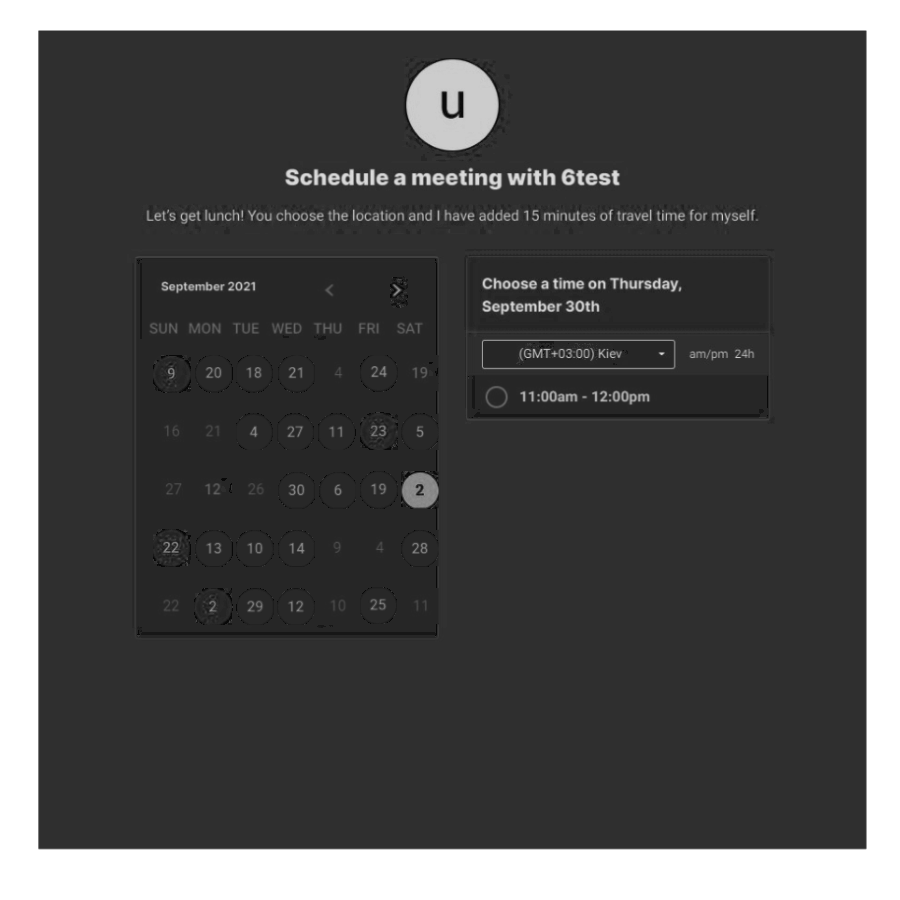 u
Schedule a meeting with 6test
Let's get lunch! You choose the location and I have added 15 minutes of travel time for myself.
September 2021
SUN MON TUE WED THU FRI SAT
9 20 18 21 4 24 19
16 21 4 27 11 23 5
27 12 26 30 6 19 2
22 13 10 14 9 4 28
22 2 29 12 10 25 11
Choose a time on Thursday,
September 30th
(GMT+03:00) Kiev am/pm 24h
11:00am - 12:00pm